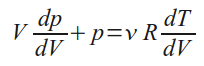 V dp/dV + p = ν R dT/dV